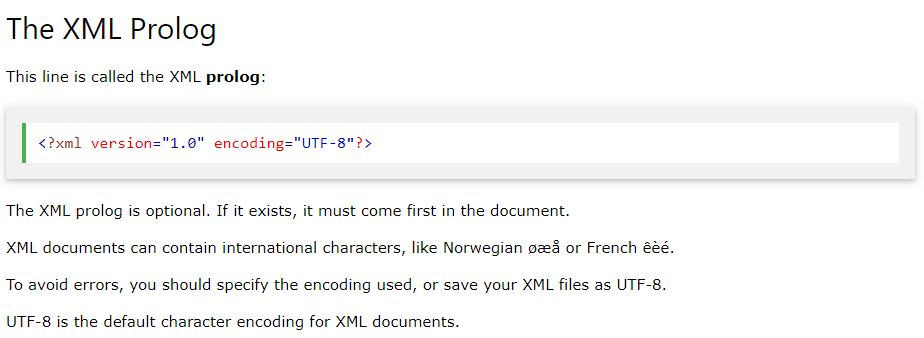 The XML Prolog
This line is called the XML prolog:
<?xml version="1.0" encoding="UTF-8"?>
The XML prolog is optional. If it exists, it must come first in the document.
XML documents can contain international characters, like Norwegian øæå or French êèé.
To avoid errors, you should specify the encoding used, or save your XML files as UTF-8.
UTF-8 is the default character encoding for XML documents.